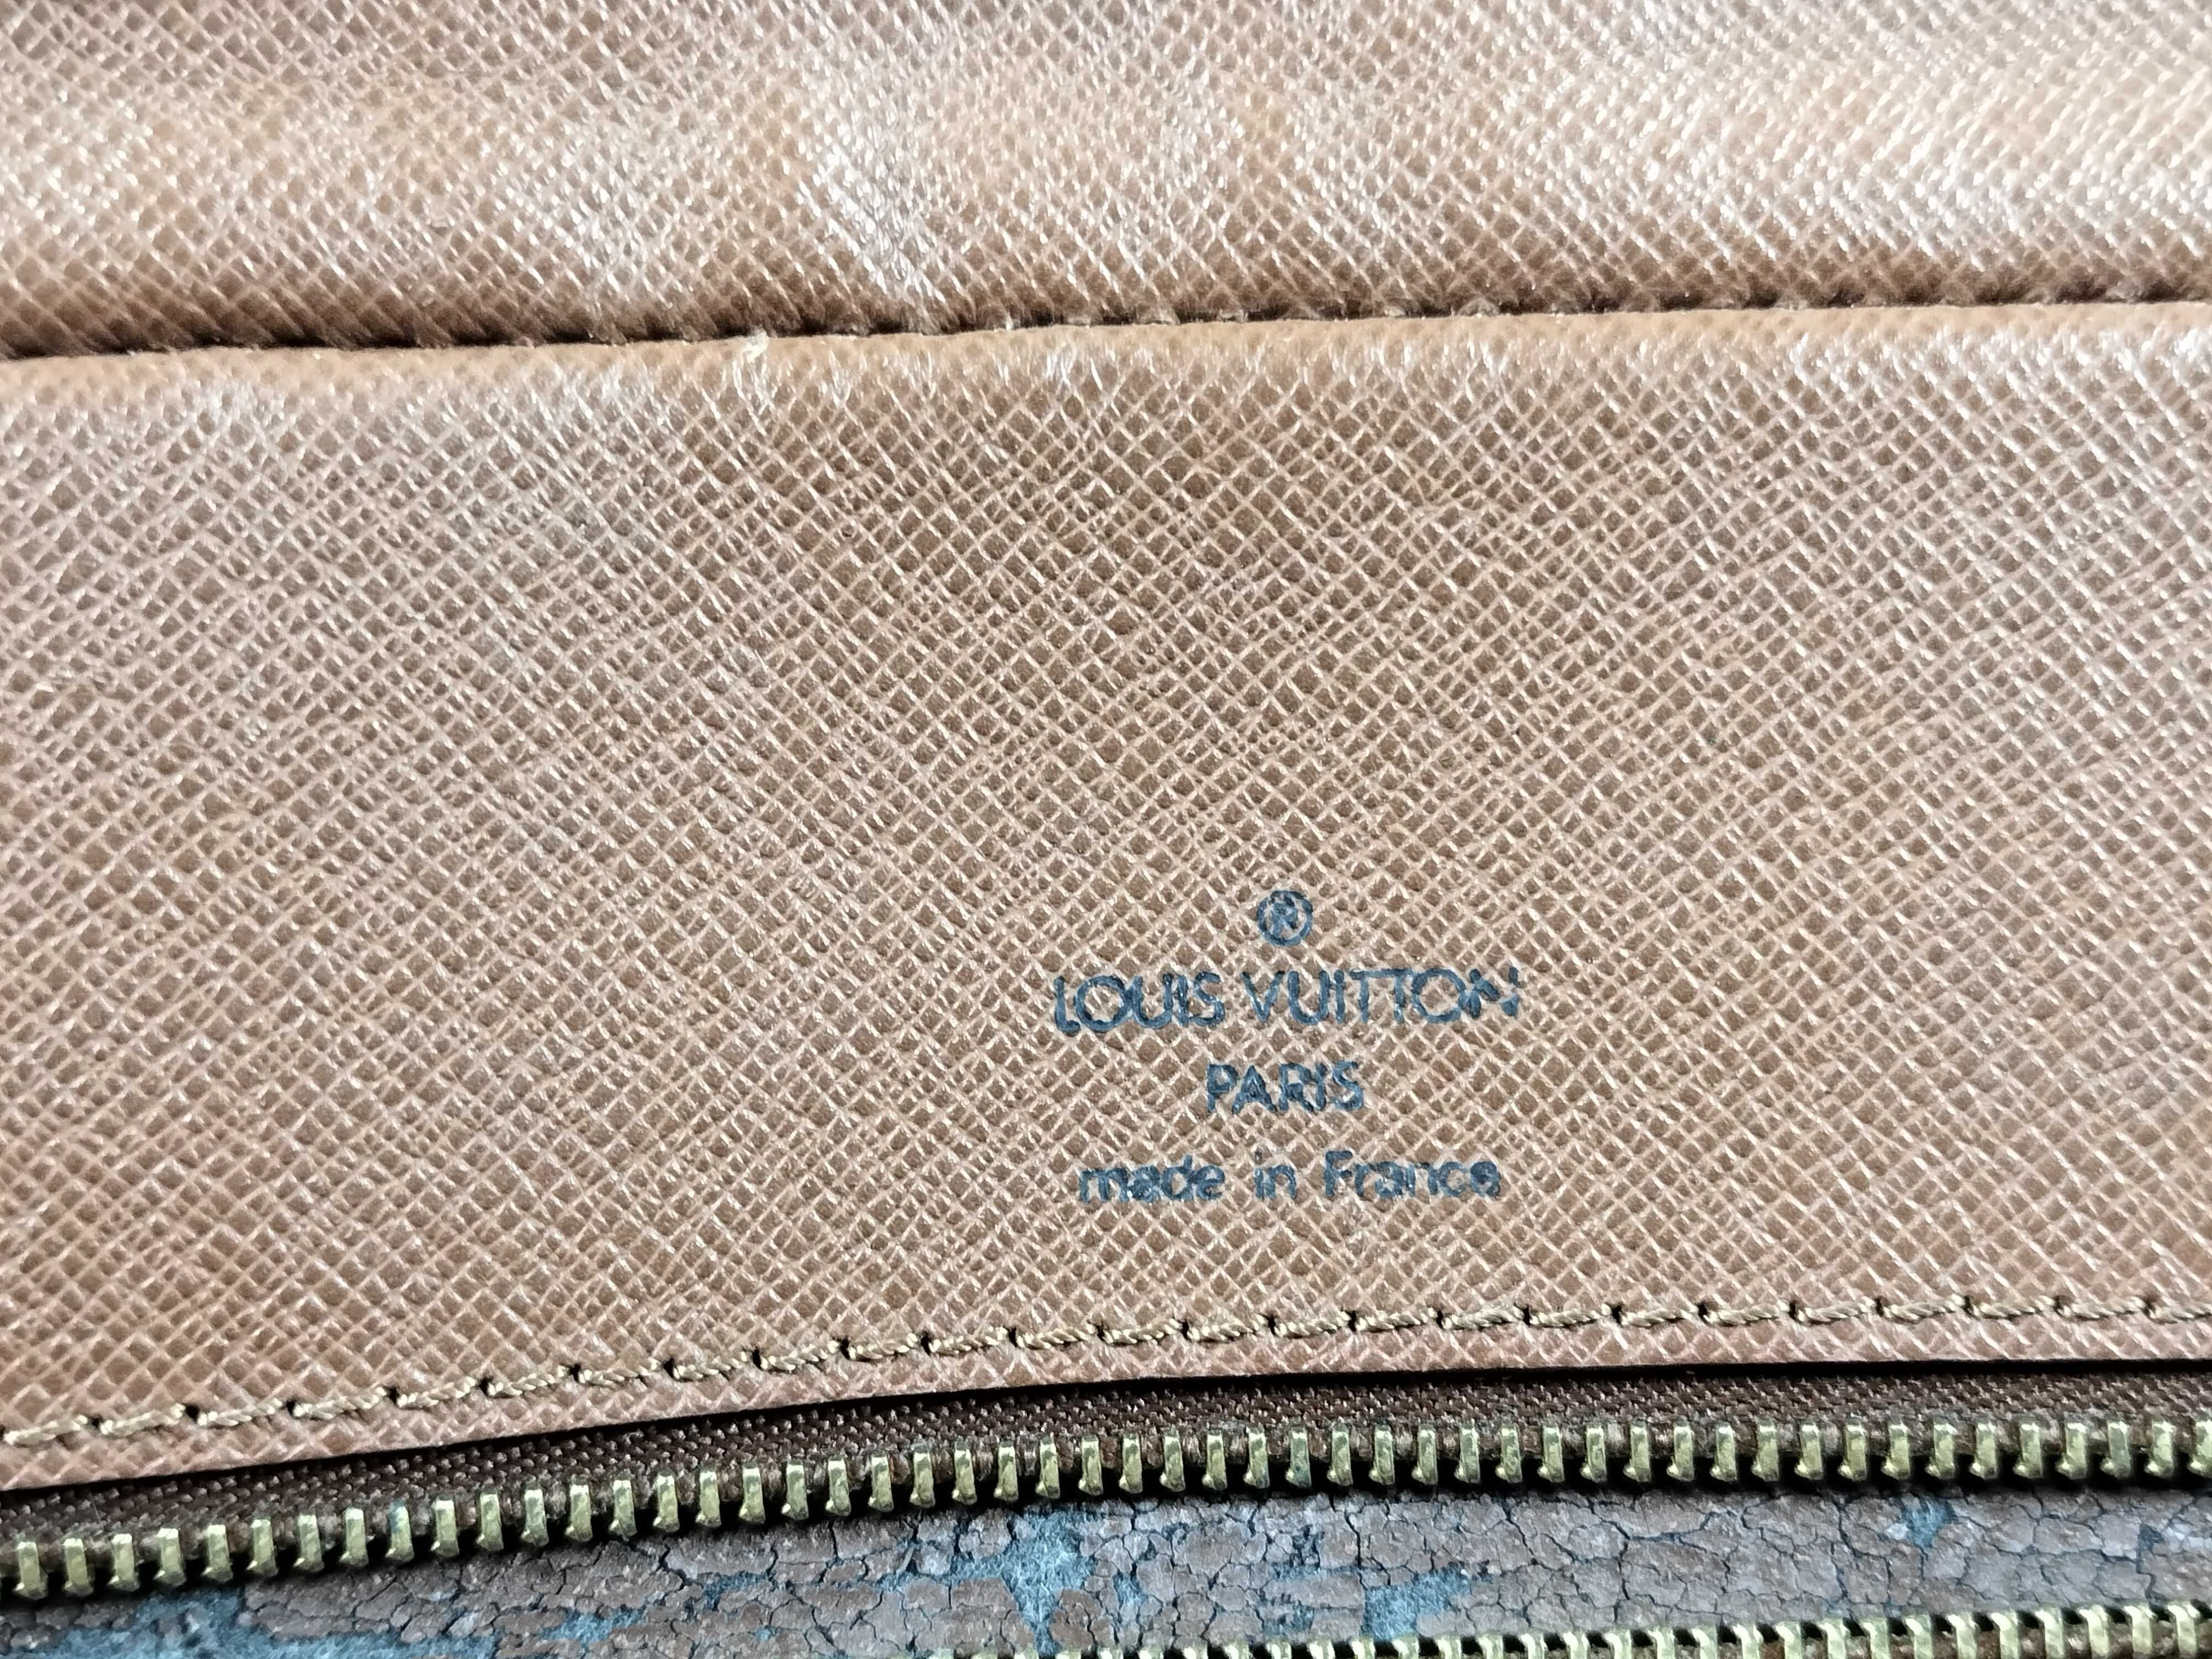 ®
LOUIS VUITTON
PARIS
made in France